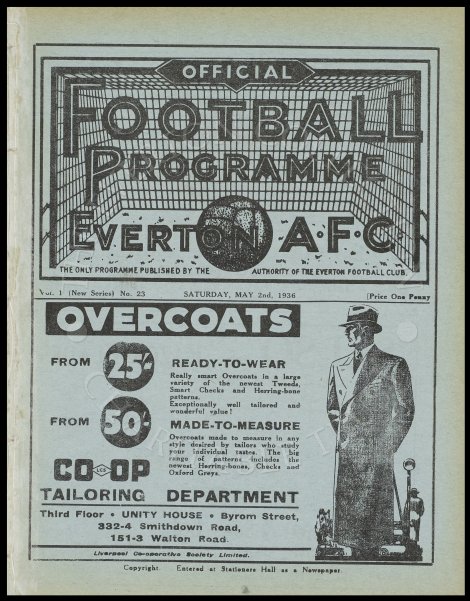 OFFICIAL
FOOTBALL
PROGRAMME
EVERTON A.F.C.
THE ONLY PROGRAMME PUBLISHED BY THE AUTHORITY OF THE EVERTON FOOTBALL CLUB.
Vol. 1 (New Series) No. 23 SATURDAY, MAY 2nd, 1936 [Price One Penny
OVERCOATS
FROM 25/- READY-TO-WEAR
Really smart Overcoats in a large
variety of the newest Tweeds,
Smart Checks and Herring-bone
patterns.
Exceptionally well tailored and
wonderful value!
FROM 50/- MADE-TO-MEASURE
Overcoats made to measure in any
style desired by tailors who study
your individual tastes. The big
range of patterns includes the
newest Herring-bones, Checks and
Oxford Greys.
CO-OP
TAILORING DEPARTMENT
Third Floor • UNITY HOUSE • Byrom Street,
332-4 Smithdown Road,
151-3 Walton Road.
Liverpool Co-operative Society Limited.
Copyright Entered at Stationers Hall as a Newspaper.